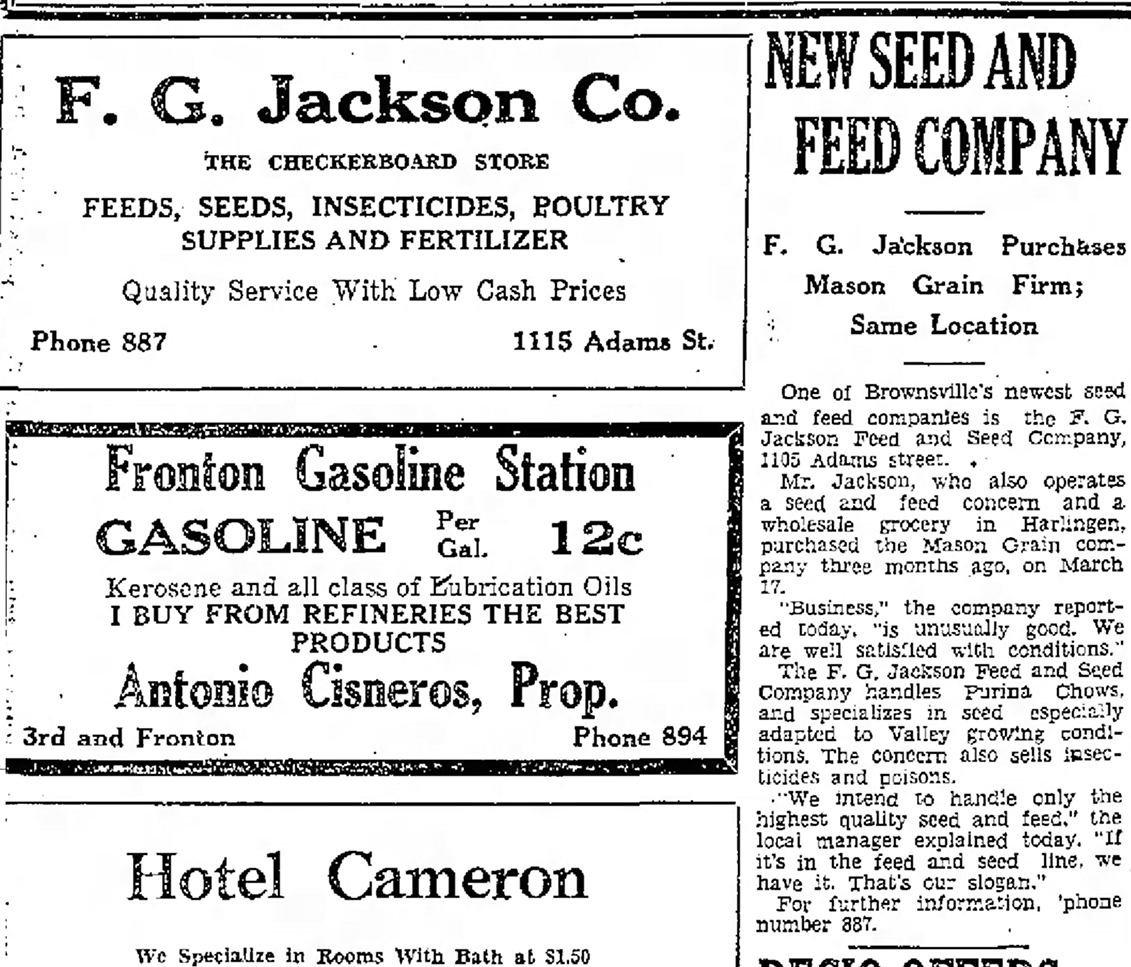 F. G. Jackson Co.
THE CHECKERBOARD STORE
FEEDS, SEEDS, INSECTICIDES, POULTRY
SUPPLIES AND FERTILIZER
Quality Service With Low Cash Prices
Phone 887 1115 Adams St.
Fronton Gasoline Station
GASOLINE Per Gal. 12c
Kerosene and all class of Lubrication Oils
I BUY FROM REFINERIES THE BEST
PRODUCTS
Antonio Cisneros, Prop.
3rd and Fronton Phone 894
Hotel Cameron
We Specialize in Rooms With Bath at $1.50
NEW SEED AND
FEED COMPANY
F. G. Jackson Purchases
Mason Grain Firm;
Same Location
One of Brownsville's newest seed
and feed companies is the F. G.
Jackson Feed and Seed Company,
1105 Adams street.
Mr. Jackson, who also operates
a seed and feed concern and a
wholesale grocery in Harlingen,
purchased the Mason Grain com-
pany three months ago, on March
17.
"Business," the company report-
ed today, "is unusually good. We
are well satisfied with conditions."
The F. G. Jackson Feed and Seed
Company handles Purina Chows,
and specializes in seed especially
adapted to Valley growing condi-
tions. The concern also sells insec-
ticides and poisons.
"We intend to handle only the
highest quality seed and feed," the
local manager explained today. "If
it's in the feed and seed line, we
have it. That's our slogan."
For further information, 'phone
number 887.